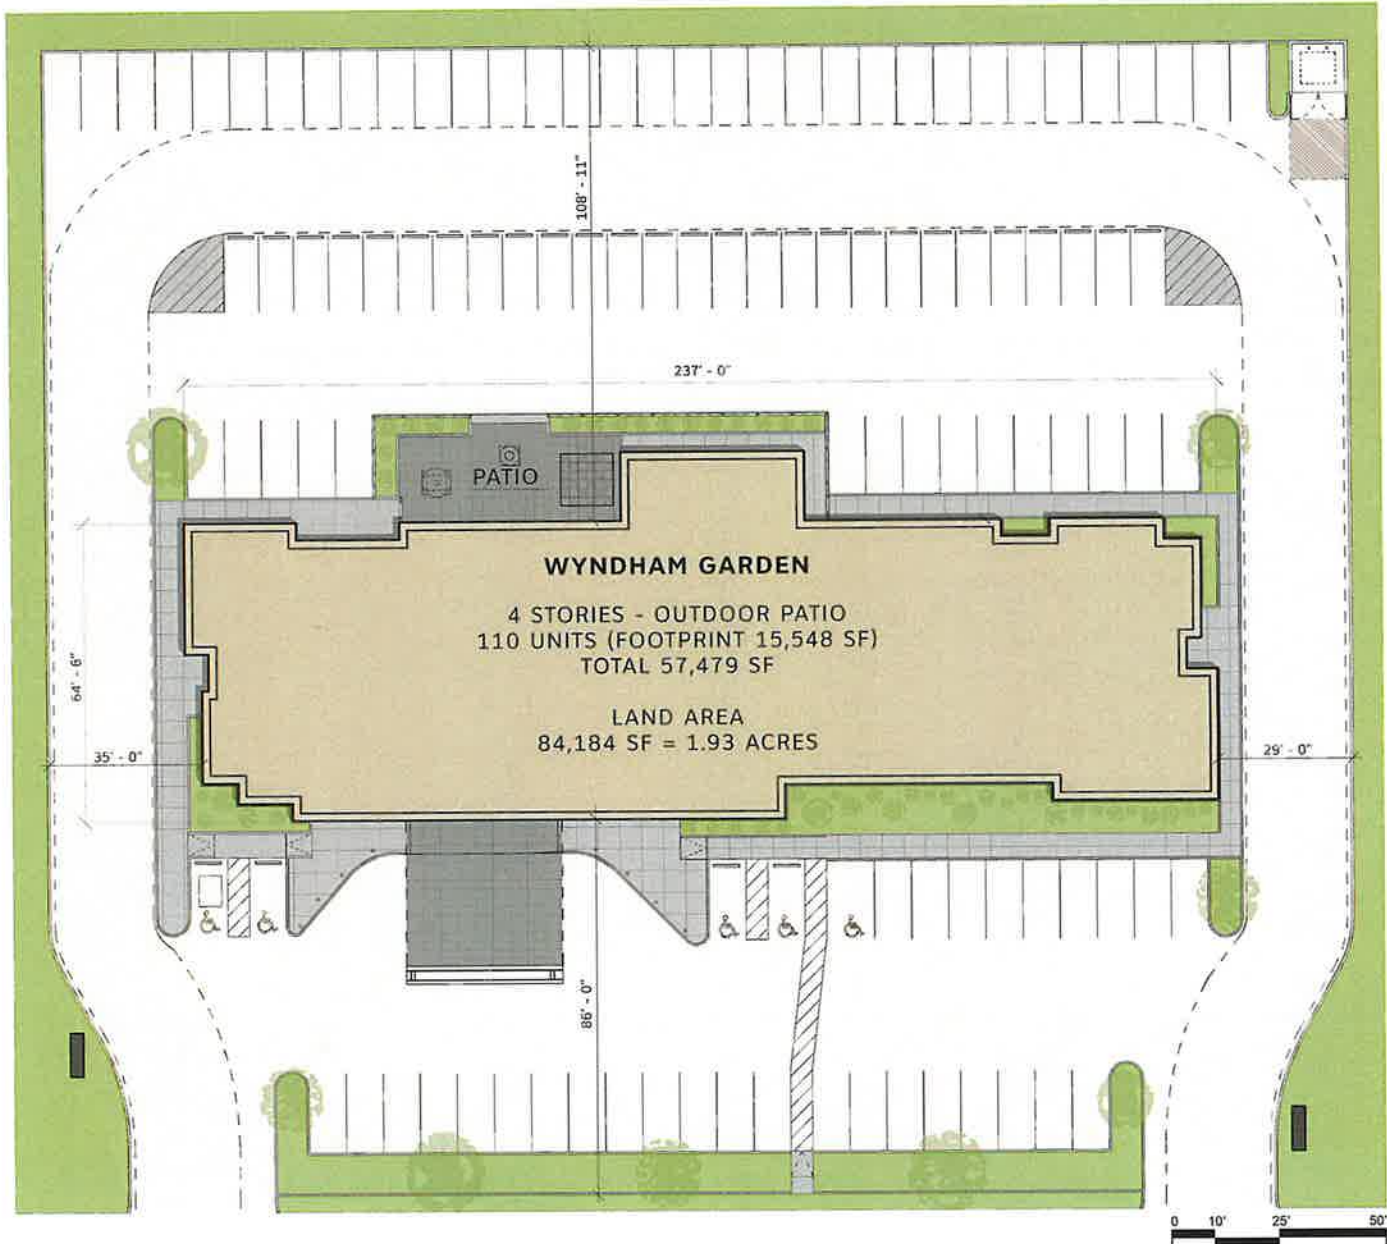 108' - 11"
237' - 0"
PATIO
WYNDHAM GARDEN
4 STORIES - OUTDOOR PATIO
110 UNITS (FOOTPRINT 15,548 SF)
TOTAL 57,479 SF
LAND AREA
84,184 SF = 1.93 ACRES
64' - 6"
35' - 0"
29' - 0"
86' - 0"
0 10' 25' 50'